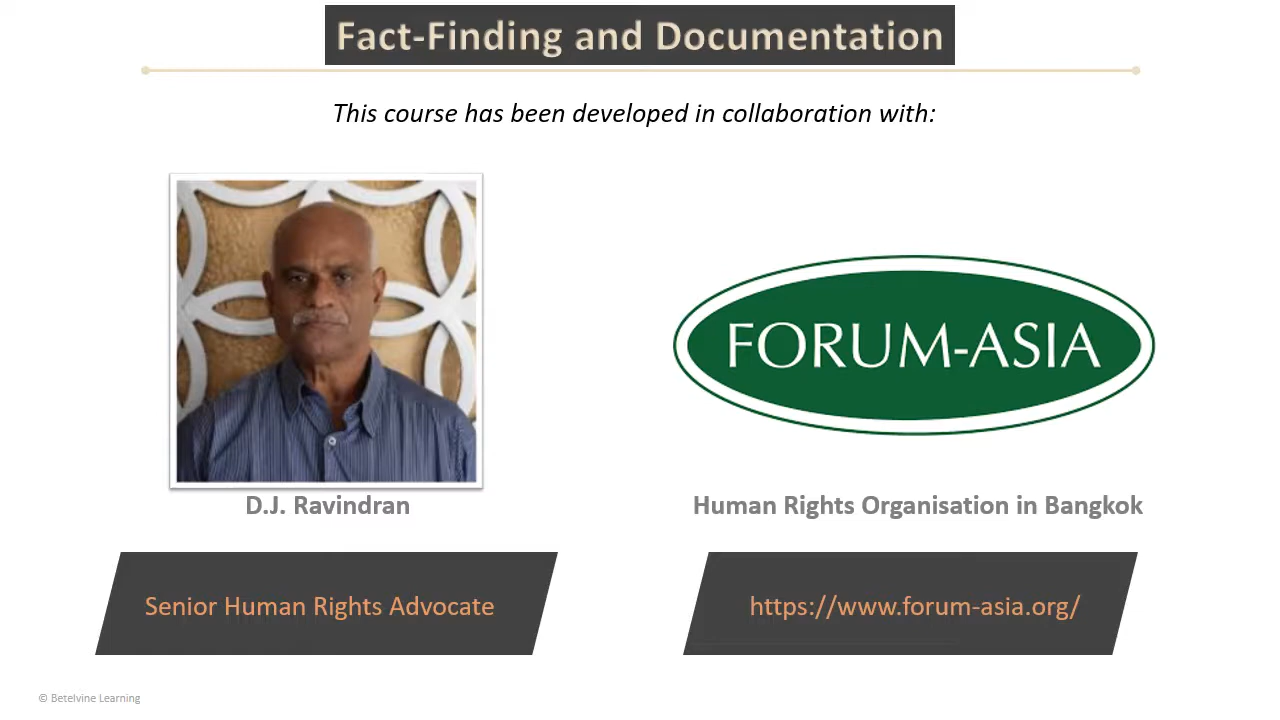 Fact-Finding and Documentation
This course has been developed in collaboration with:
FORUM-ASIA
D.J. Ravindran
Human Rights Organisation in Bangkok
Senior Human Rights Advocate
https://www.forum-asia.org/
© Betelvine Learning